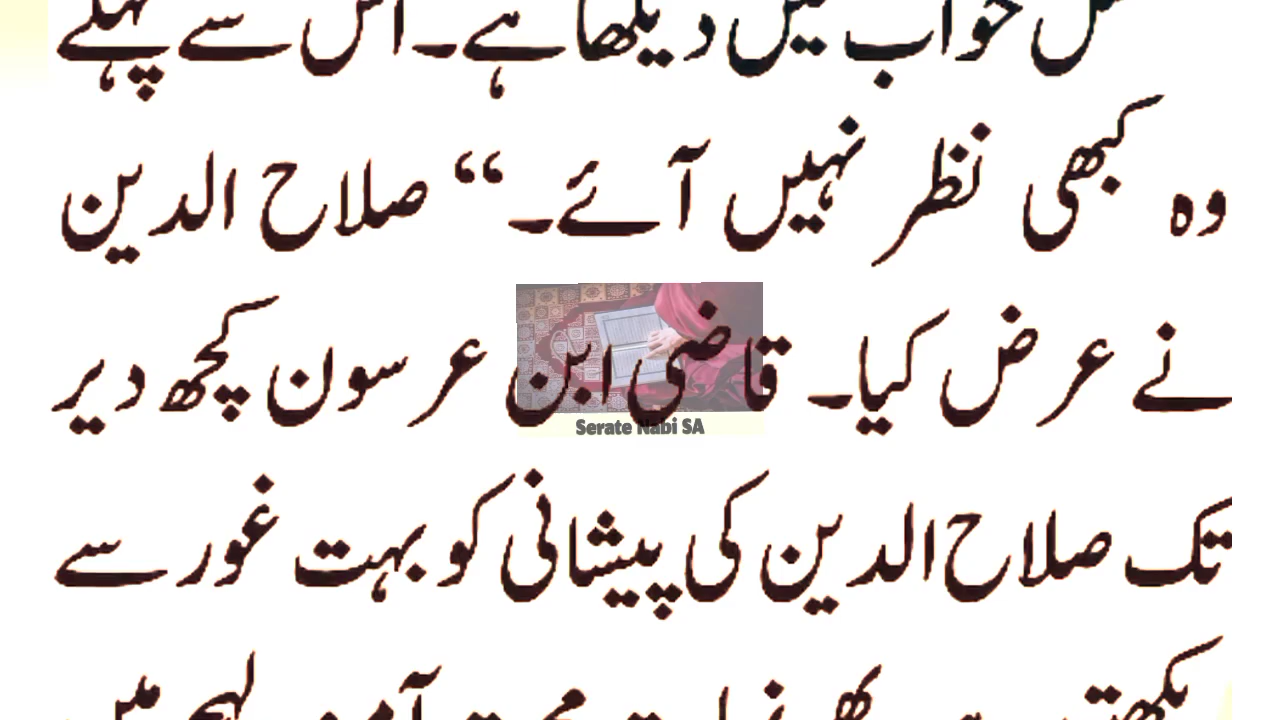 خواب میں دیکھا ہے۔ اس سے پہلے
وہ کبھی نظر نہیں آئے۔“ صلاح الدین
نے عرض کیا۔ قاضی ابن عرسون کچھ دیر
Serate Nabi SA
تک صلاح الدین کی پیشانی کو بہت غور سے